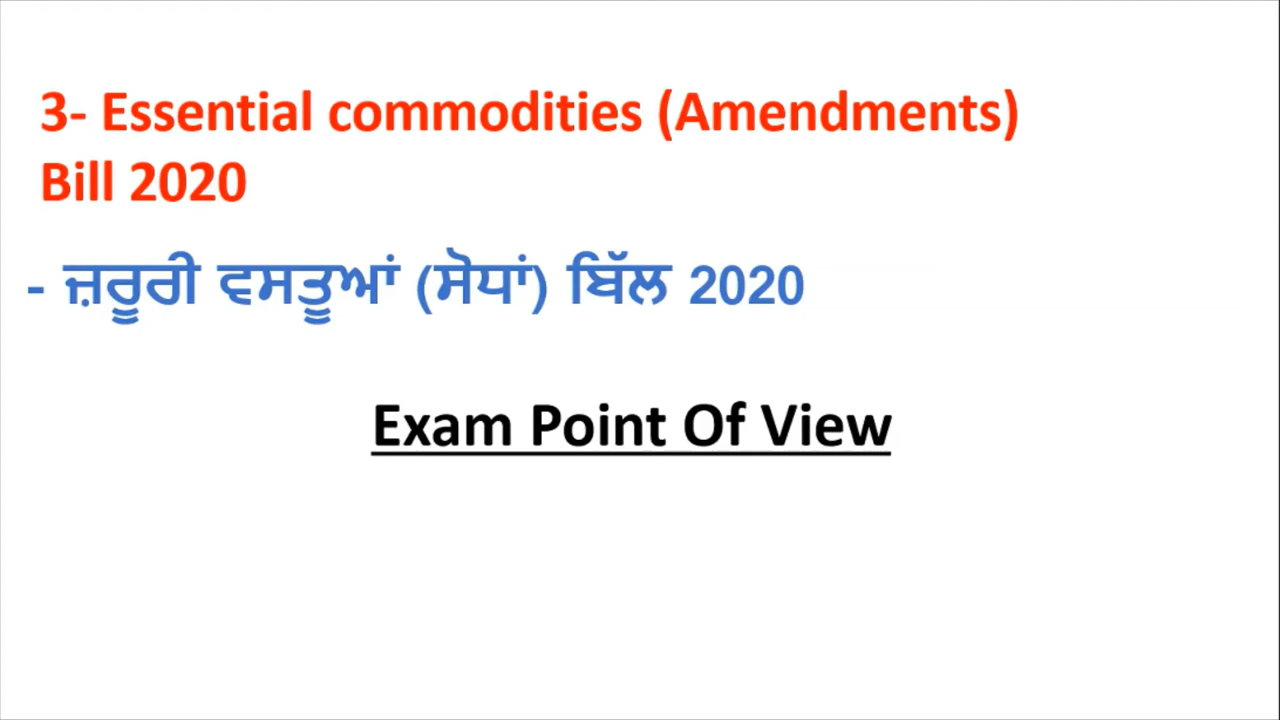 3- Essential commodities (Amendments)
Bill 2020
- ਜ਼ਰੂਰੀ ਵਸਤੂਆਂ (ਸੋਧਾਂ) ਬਿੱਲ 2020
Exam Point Of View